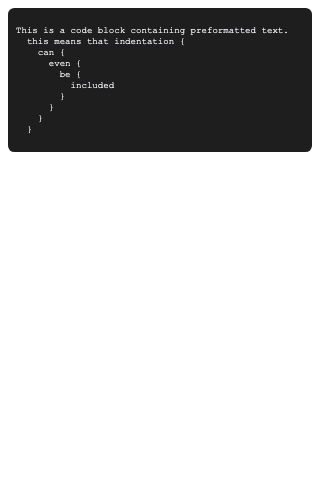 This is a code block containing preformatted text.
  this means that indentation {
    can {
      even {
        be {
          included
        }
      }
    }
  }